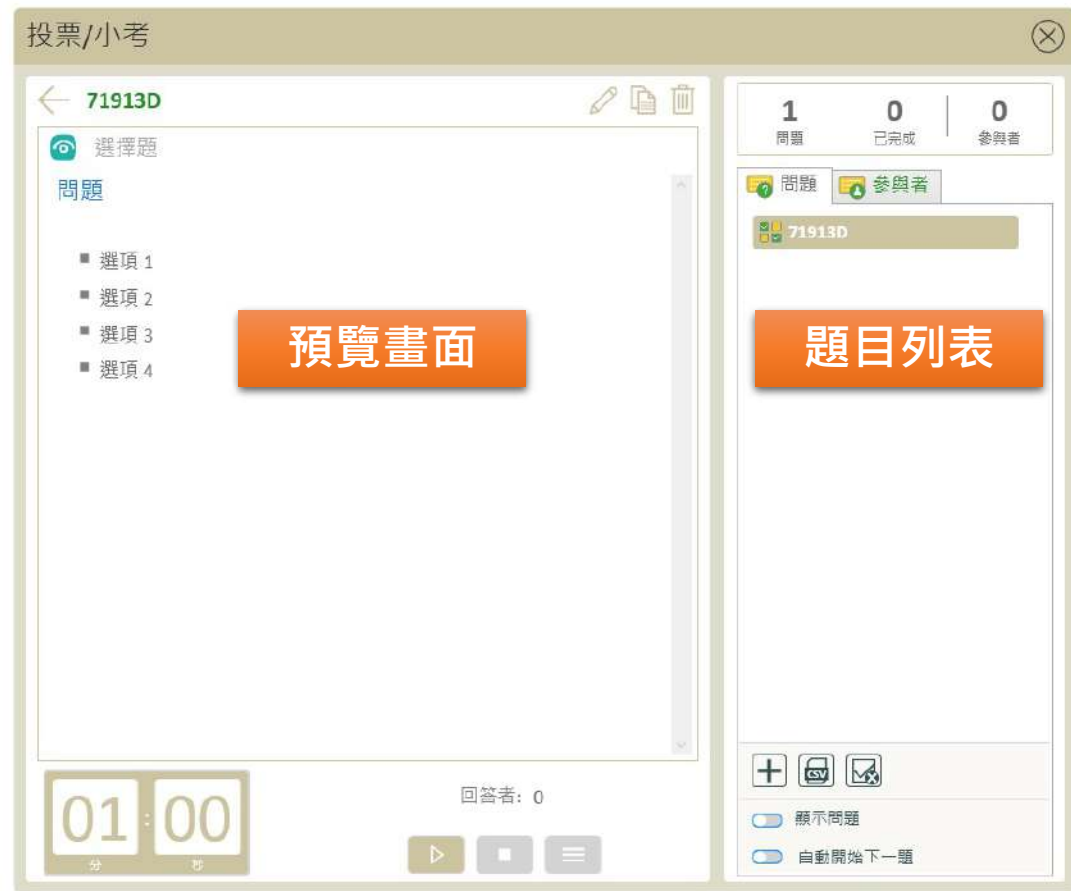 投票/小考
71913D
選擇題
問題
選項 1
選項 2
選項 3
選項 4
預覽畫面
01 : 00
分 秒
回答者: 0
1 0 0
問題 已完成 參與者
問題 參與者
71913D
題目列表
CSV
顯示問題
自動開始下一題